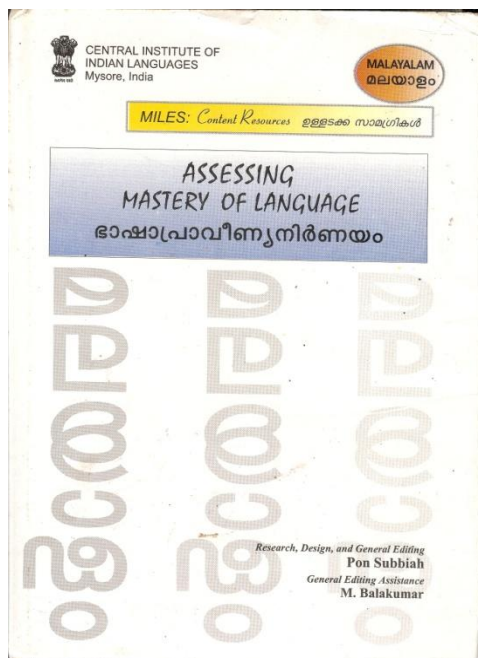 CENTRAL INSTITUTE OF
INDIAN LANGUAGES
Mysore, India
MALAYALAM
മലയാളം
MILES: Content Resources ഉള്ളടക്ക സാമഗ്രികൾ
ASSESSING
MASTERY OF LANGUAGE
ഭാഷാപ്രാവീണ്യനിർണയം
മ മ മ
ല ല ല
യാ യാ യാ
ളം ളം ളം
Research, Design, and General Editing
Pon Subbiah
General Editing Assistance
M. Balakumar